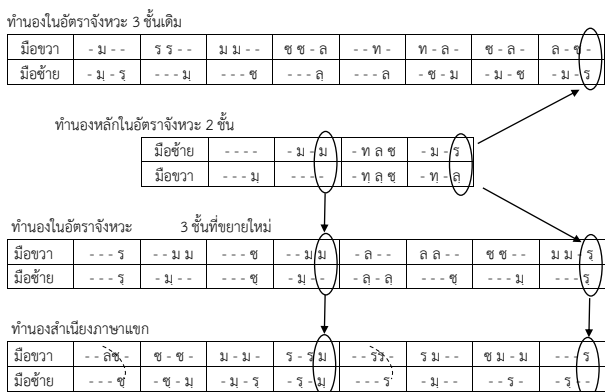 ทำนองในอัตราจังหวะ 3 ชั้นเดิม
มือขวา - ม - - ร ร - - ม ม - - ซ ซ - ล - - ท - ท - ล - ซ - ล - ล - ซ -
มือซ้าย - มฺ - รฺ - - - มฺ - - - ซ - - - ลฺ - - - ล - ซ - ม - ม - ซ - ม - ร
ทำนองหลักในอัตราจังหวะ 2 ชั้น
มือซ้าย - - - - - ม - ม - ท ล ซ - ม - ร
มือขวา - - - มฺ - - - - - ทฺ ลฺ ซฺ - ทฺ - ลฺ
ทำนองในอัตราจังหวะ 3 ชั้นที่ขยายใหม่
มือขวา - - - ร - - ม ม - - - ซ - - ม ม - ล - - ล ล - - ซ ซ - - ม ม - รฺ
มือซ้าย - - - รฺ - มฺ - - - - - ซฺ - มฺ - - - ลฺ - ลฺ - - - ซฺ - - - มฺ - - - รฺ
ทำนองสำเนียงภาษาแขก
มือขวา - - ลซ - ซ - ซ - ม - ม - ร - ร ม - - รร - ร ม - - ซ ม - ม - - - ร
มือซ้าย - - - ซฺ - ซฺ - มฺ - มฺ - รฺ - รฺ - มฺ - - - ร - มฺ - - - - ร - - รฺ - -